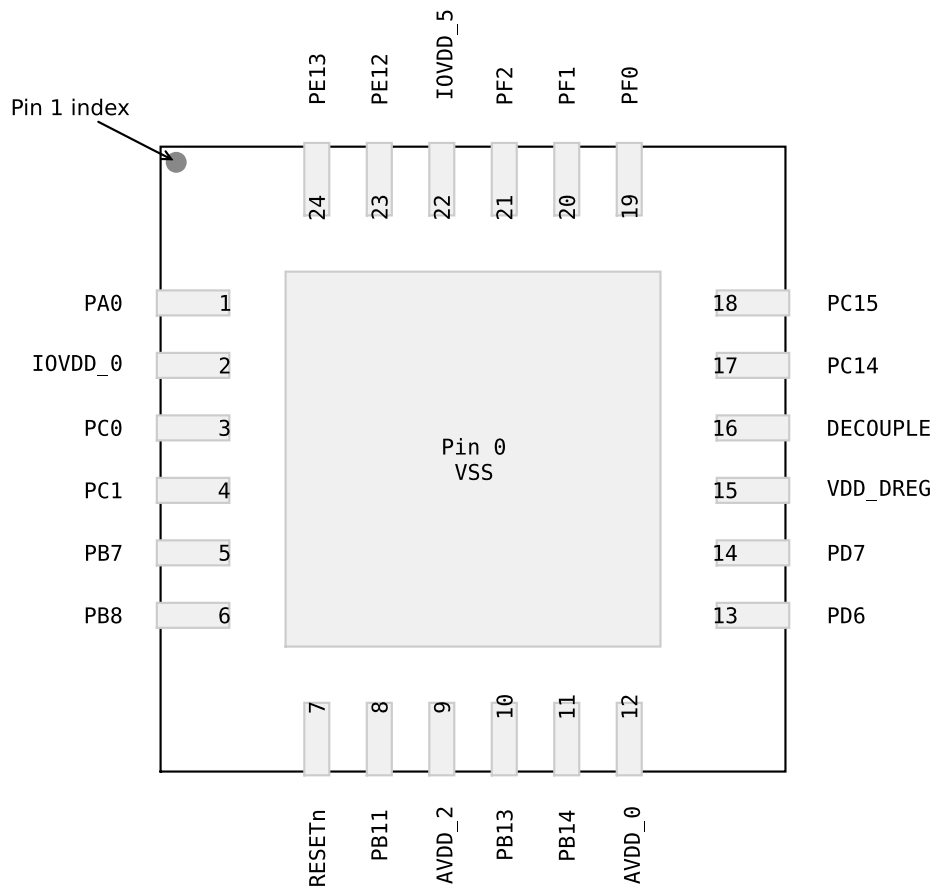 IOVDD_5
PE13
PE12
PF2
PF1
PF0
Pin 1 index
24
23
22
21
20
19
PA0
1
18
PC15
IOVDD_0
2
17
PC14
PC0
3
16
DECOUPLE
Pin 0
VSS
PC1
4
15
VDD_DREG
PB7
5
14
PD7
PB8
6
13
PD6
7
8
9
10
11
12
RESETn
PB11
AVDD_2
PB13
PB14
AVDD_0